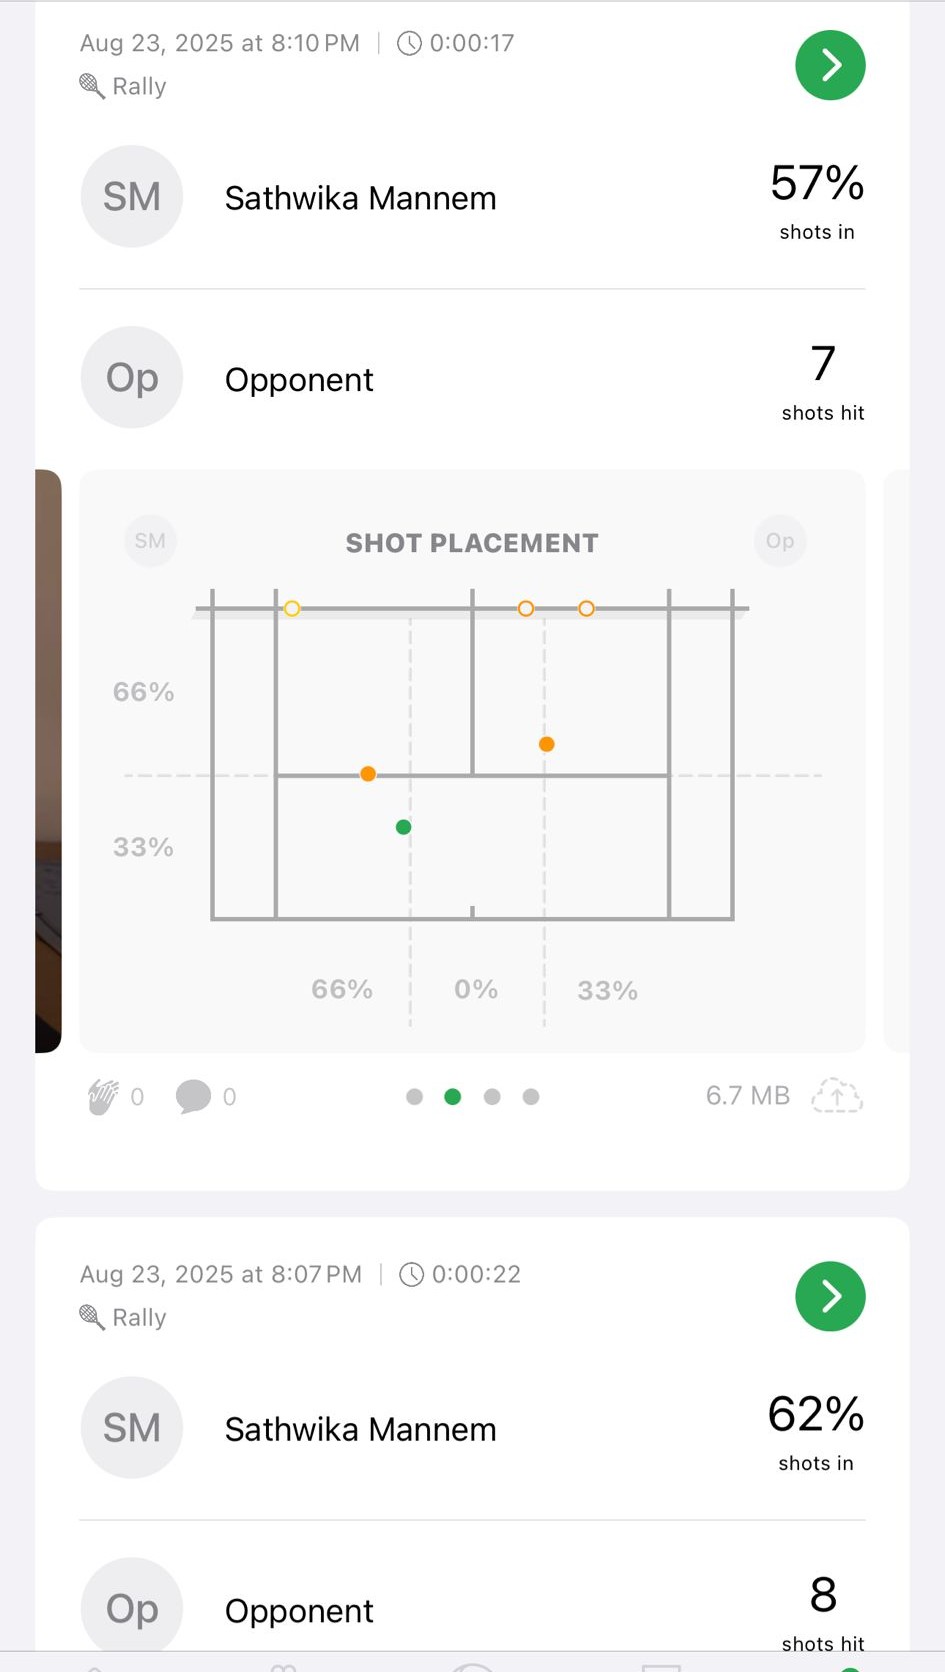 Aug 23, 2025 at 8:10 PM | 0:00:17
Rally
SM Sathwika Mannem 57%
shots in
Op Opponent 7
shots hit
SM SHOT PLACEMENT Op
66%
33%
66% 0% 33%
0 0 6.7 MB
Aug 23, 2025 at 8:07 PM | 0:00:22
Rally
SM Sathwika Mannem 62%
shots in
Op Opponent 8
shots hit